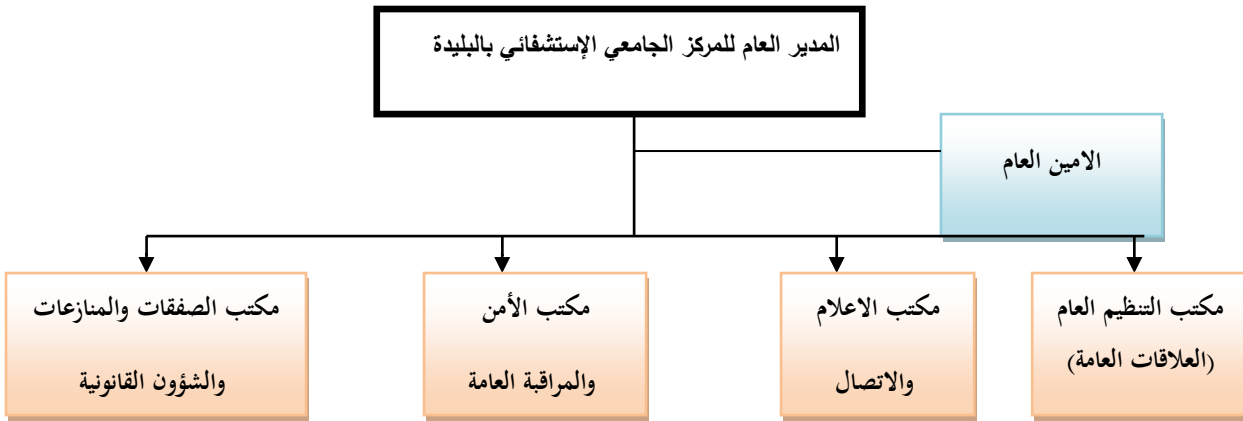 المدير العام للمركز الجامعي الإستشفائي بالبليدة
الامين العام
مكتب التنظيم العام
(العلاقات العامة)
مكتب الاعلام
والاتصال
مكتب الأمن
والمراقبة العامة
مكتب الصفقات والمنازعات
والشؤون القانونية